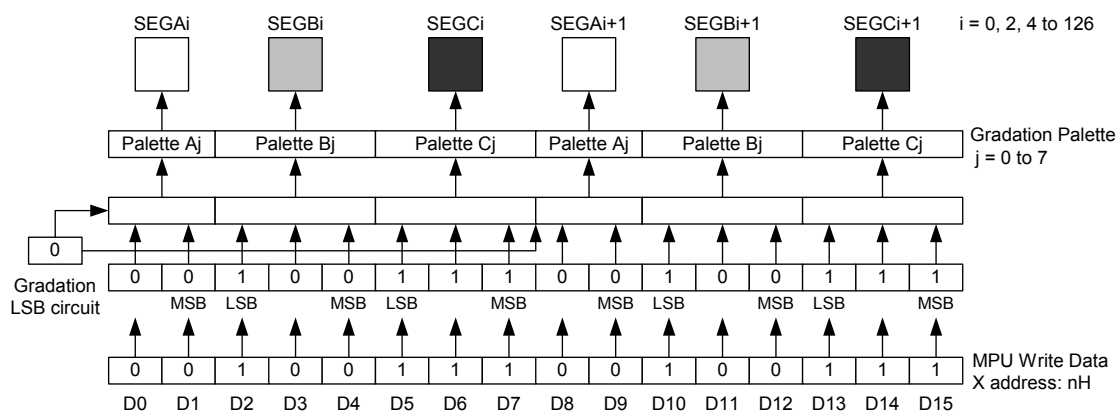 SEGAi SEGBi SEGCi SEGAi+1 SEGBi+1 SEGCi+1 i = 0, 2, 4 to 126
Palette Aj Palette Bj Palette Cj Palette Aj Palette Bj Palette Cj Gradation Palette
j = 0 to 7
0
Gradation
LSB circuit
0 0 1 0 0 1 1 1 0 0 1 0 0 1 1 1
MSB LSB MSB LSB MSB MSB LSB MSB LSB MSB
0 0 1 0 0 1 1 1 0 0 1 0 0 1 1 1 MPU Write Data
X address: nH
D0 D1 D2 D3 D4 D5 D6 D7 D8 D9 D10 D11 D12 D13 D14 D15